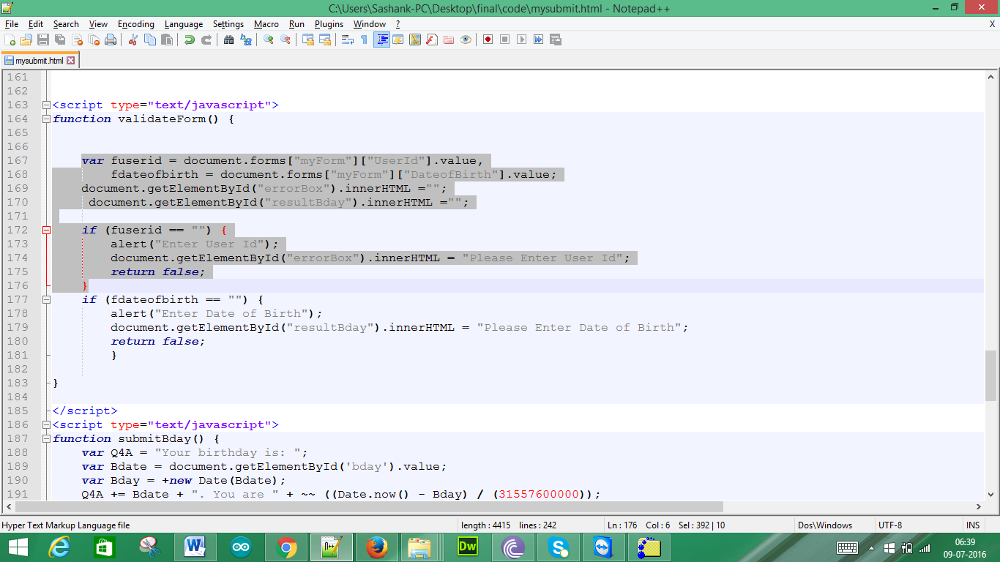 C:\Users\Sashank-PC\Desktop\final\code\mysubmit.html - Notepad++
File Edit Search View Encoding Language Settings Macro Run Plugins Window ? X
mysubmit.html
161
162
163 <script type="text/javascript">
164 function validateForm() {
165
166
167 var fuserid = document.forms["myForm"]["UserId"].value,
168 fdateofbirth = document.forms["myForm"]["DateofBirth"].value;
169 document.getElementById("errorBox").innerHTML ="";
170 document.getElementById("resultBday").innerHTML ="";
171
172 if (fuserid == "") {
173 alert("Enter User Id");
174 document.getElementById("errorBox").innerHTML = "Please Enter User Id";
175 return false;
176 }
177 if (fdateofbirth == "") {
178 alert("Enter Date of Birth");
179 document.getElementById("resultBday").innerHTML = "Please Enter Date of Birth";
180 return false;
181 }
182
183 }
184
185 </script>
186 <script type="text/javascript">
187 function submitBday() {
188 var Q4A = "Your birthday is: ";
189 var Bdate = document.getElementById('bday').value;
190 var Bday = +new Date(Bdate);
191 Q4A += Bdate + ". You are " + ~~ ((Date.now() - Bday) / (31557600000));
Hyper Text Markup Language file length : 4415 lines : 242 Ln : 176 Col : 6 Sel : 392 | 10 Dos\Windows UTF-8 INS
Dw
06:39
09-07-2016